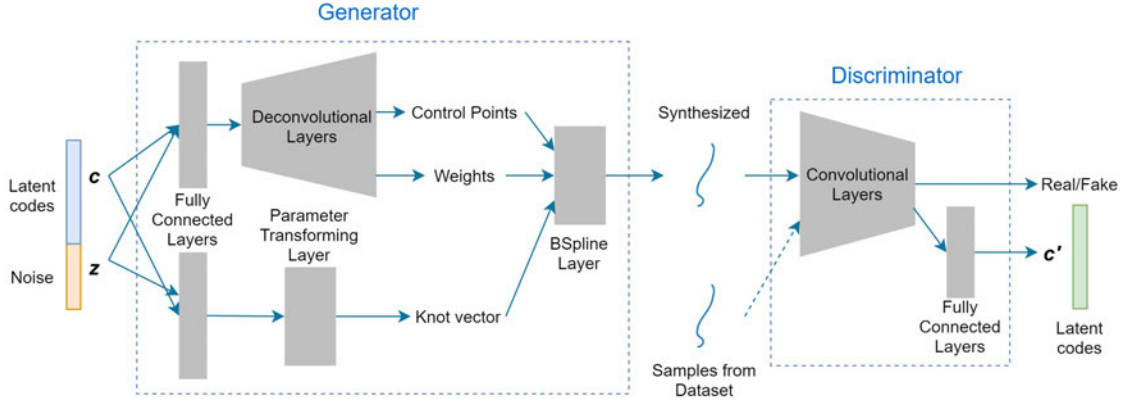 Generator
Discriminator
Deconvolutional
Layers
Control Points
Weights
Latent
codes
c
Noise
z
Fully
Connected
Layers
Parameter
Transforming
Layer
Knot vector
BSpline
Layer
Synthesized
Samples from
Dataset
Convolutional
Layers
Real/Fake
c'
Fully
Connected
Layers
Latent
codes